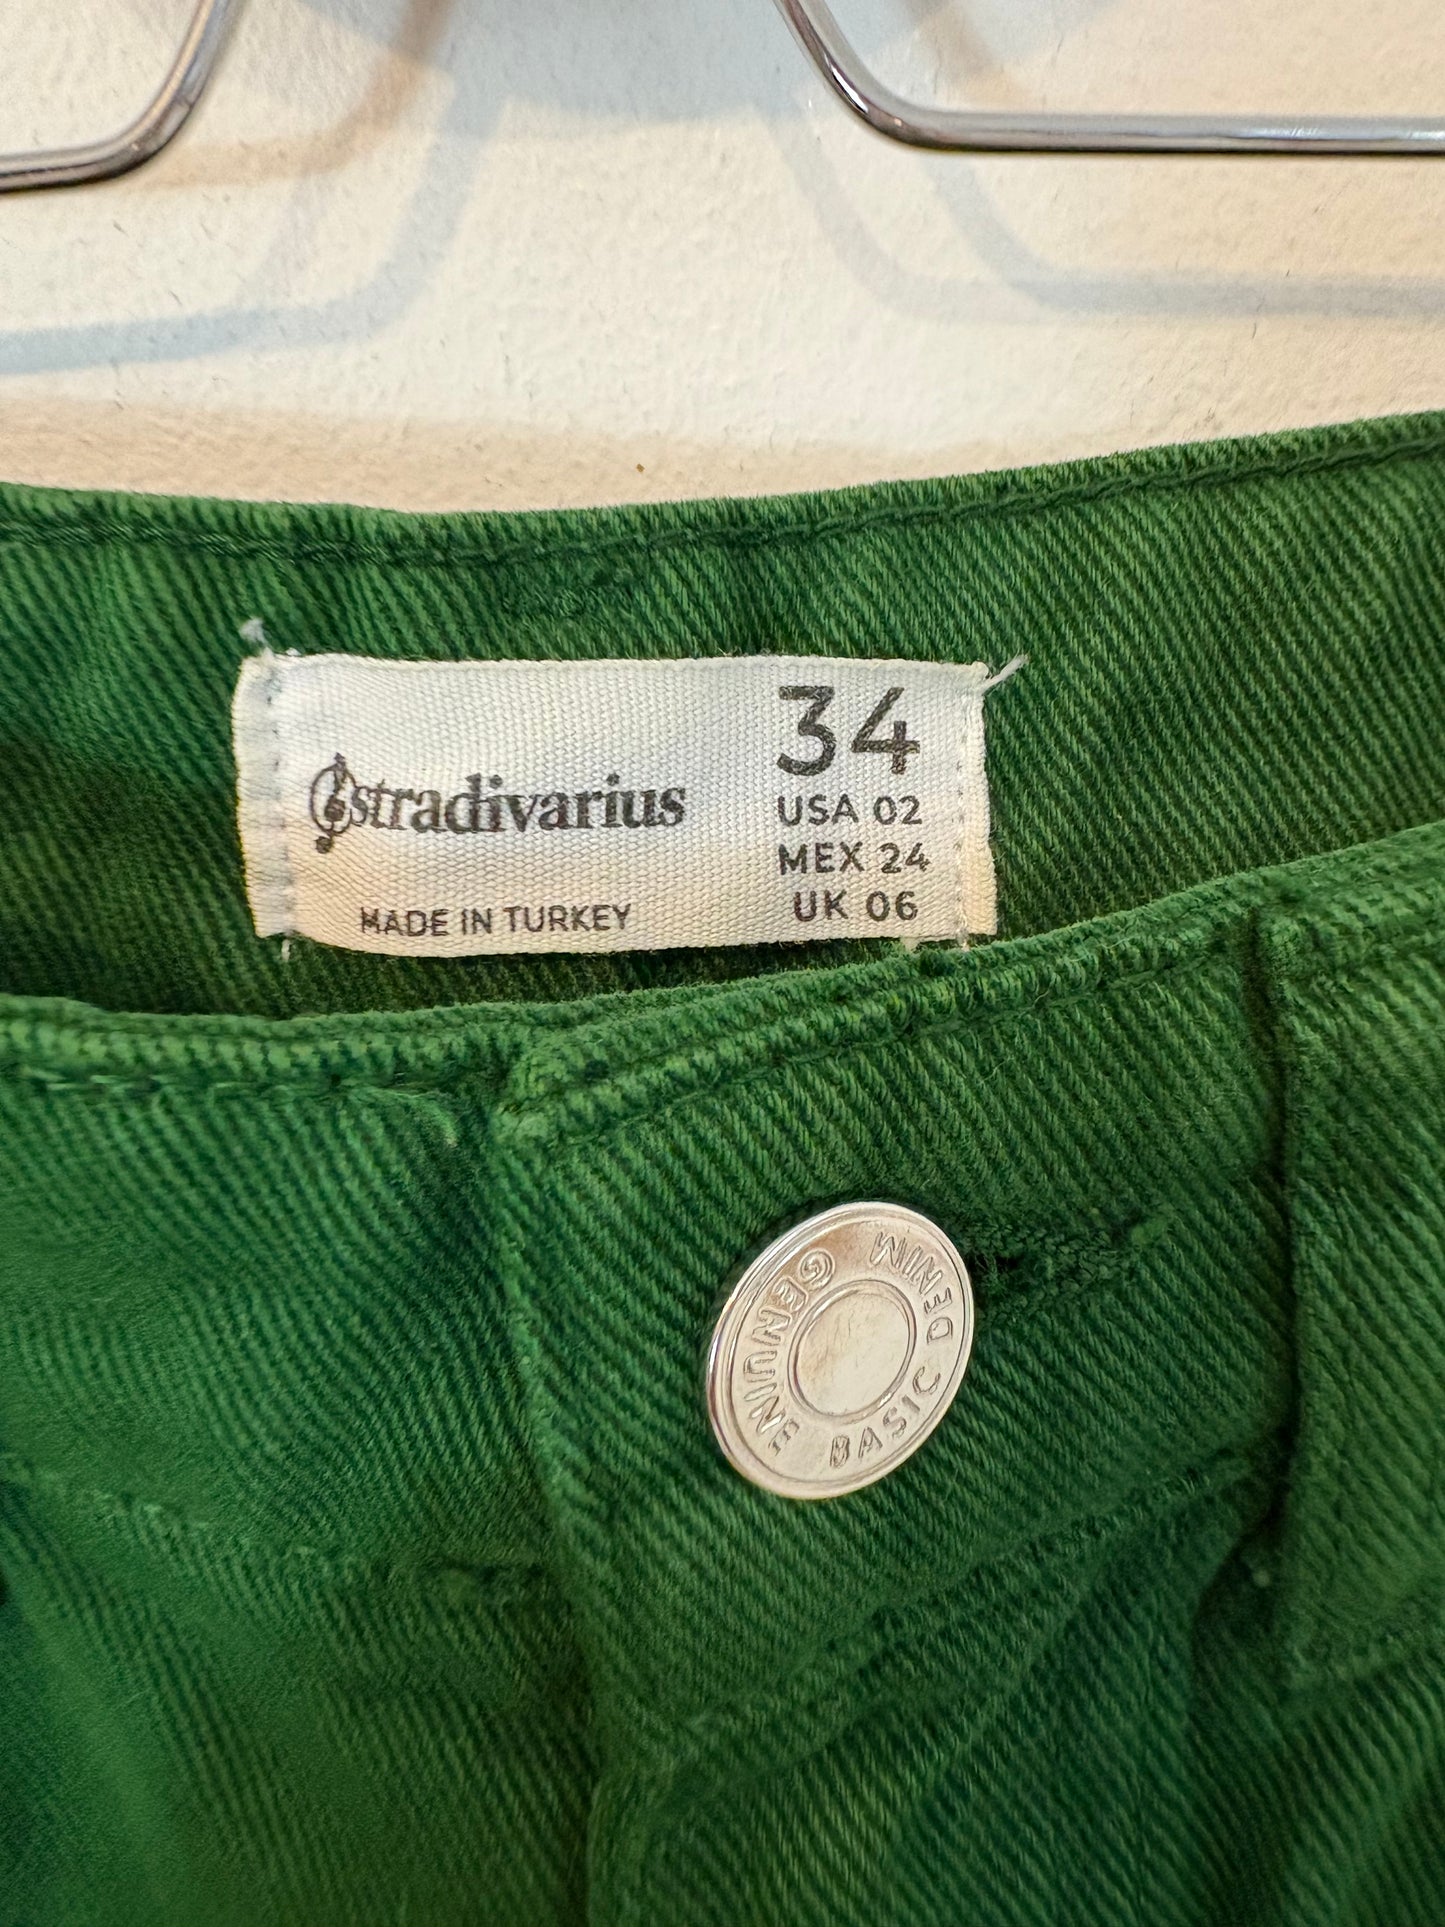 34
stradivarius
USA 02
MEX 24
UK 06
MADE IN TURKEY
GENUINE BASIC DENIM